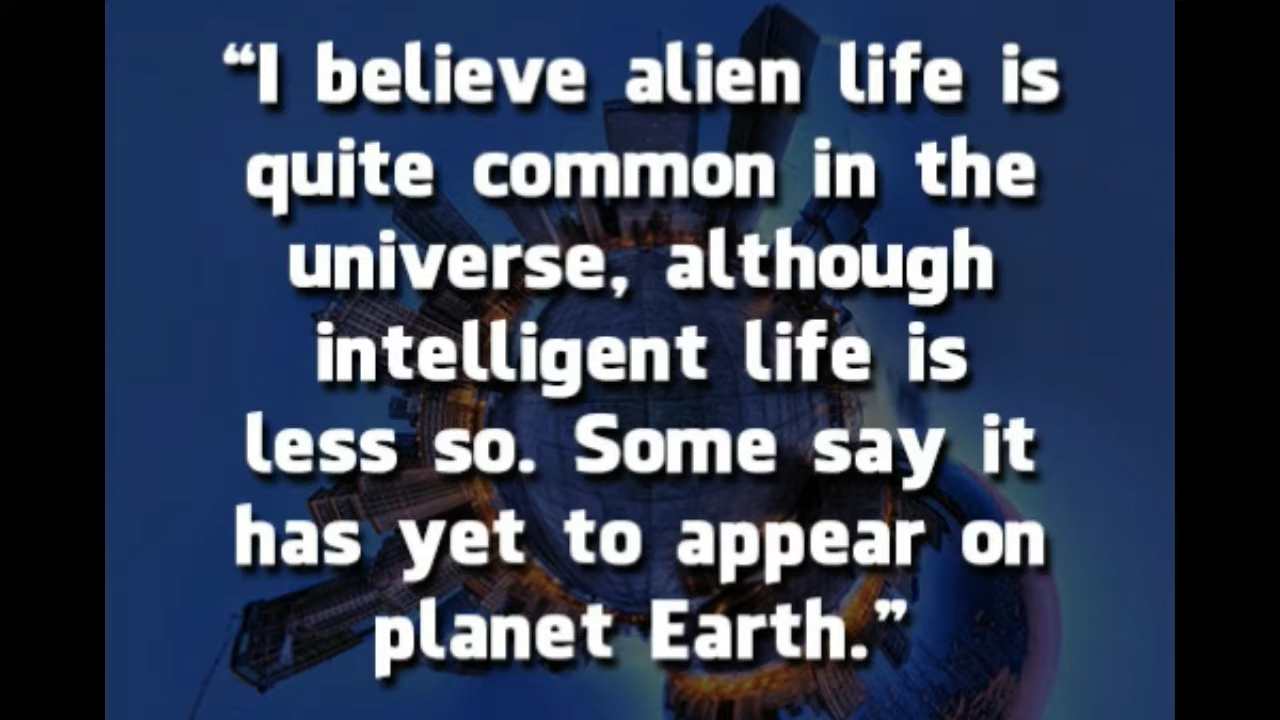 “I believe alien life is
quite common in the
universe, although
intelligent life is
less so. Some say it
has yet to appear on
planet Earth.”